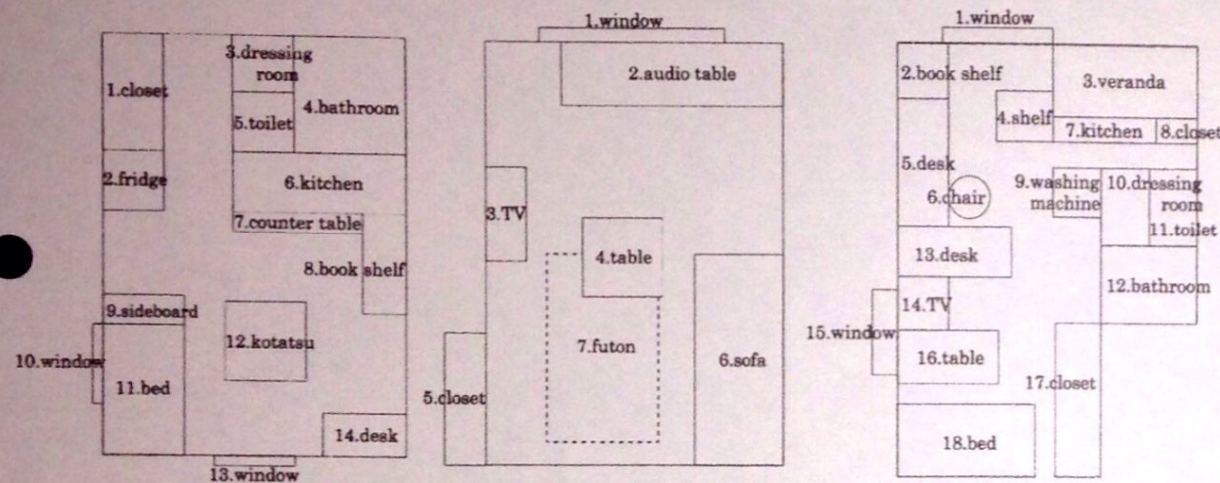 3.dressing
room
1.closet
4.bathroom
5.toilet
2.fridge
6.kitchen
7.counter table
8.book shelf
9.sideboard
12.kotatsu
10.window
11.bed
14.desk
13.window
1.window
2.audio table
3.TV
4.table
7.futon
6.sofa
5.closet
1.window
2.book shelf
3.veranda
4.shelf
7.kitchen
8.closet
5.desk
6.chair
9.washing
machine
10.dressing
room
11.toilet
13.desk
12.bathroom
14.TV
15.window
16.table
17.closet
18.bed